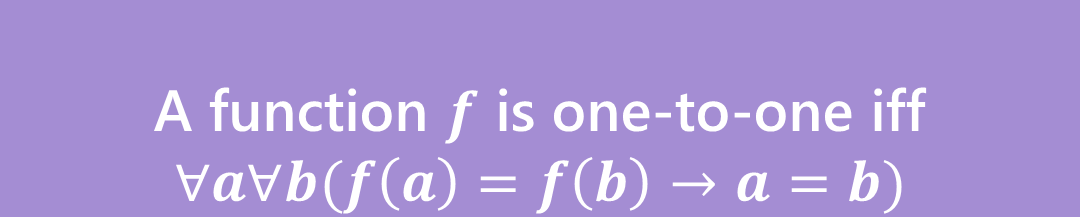 A function f is one-to-one iff
∀a∀b(f(a) = f(b) → a = b)